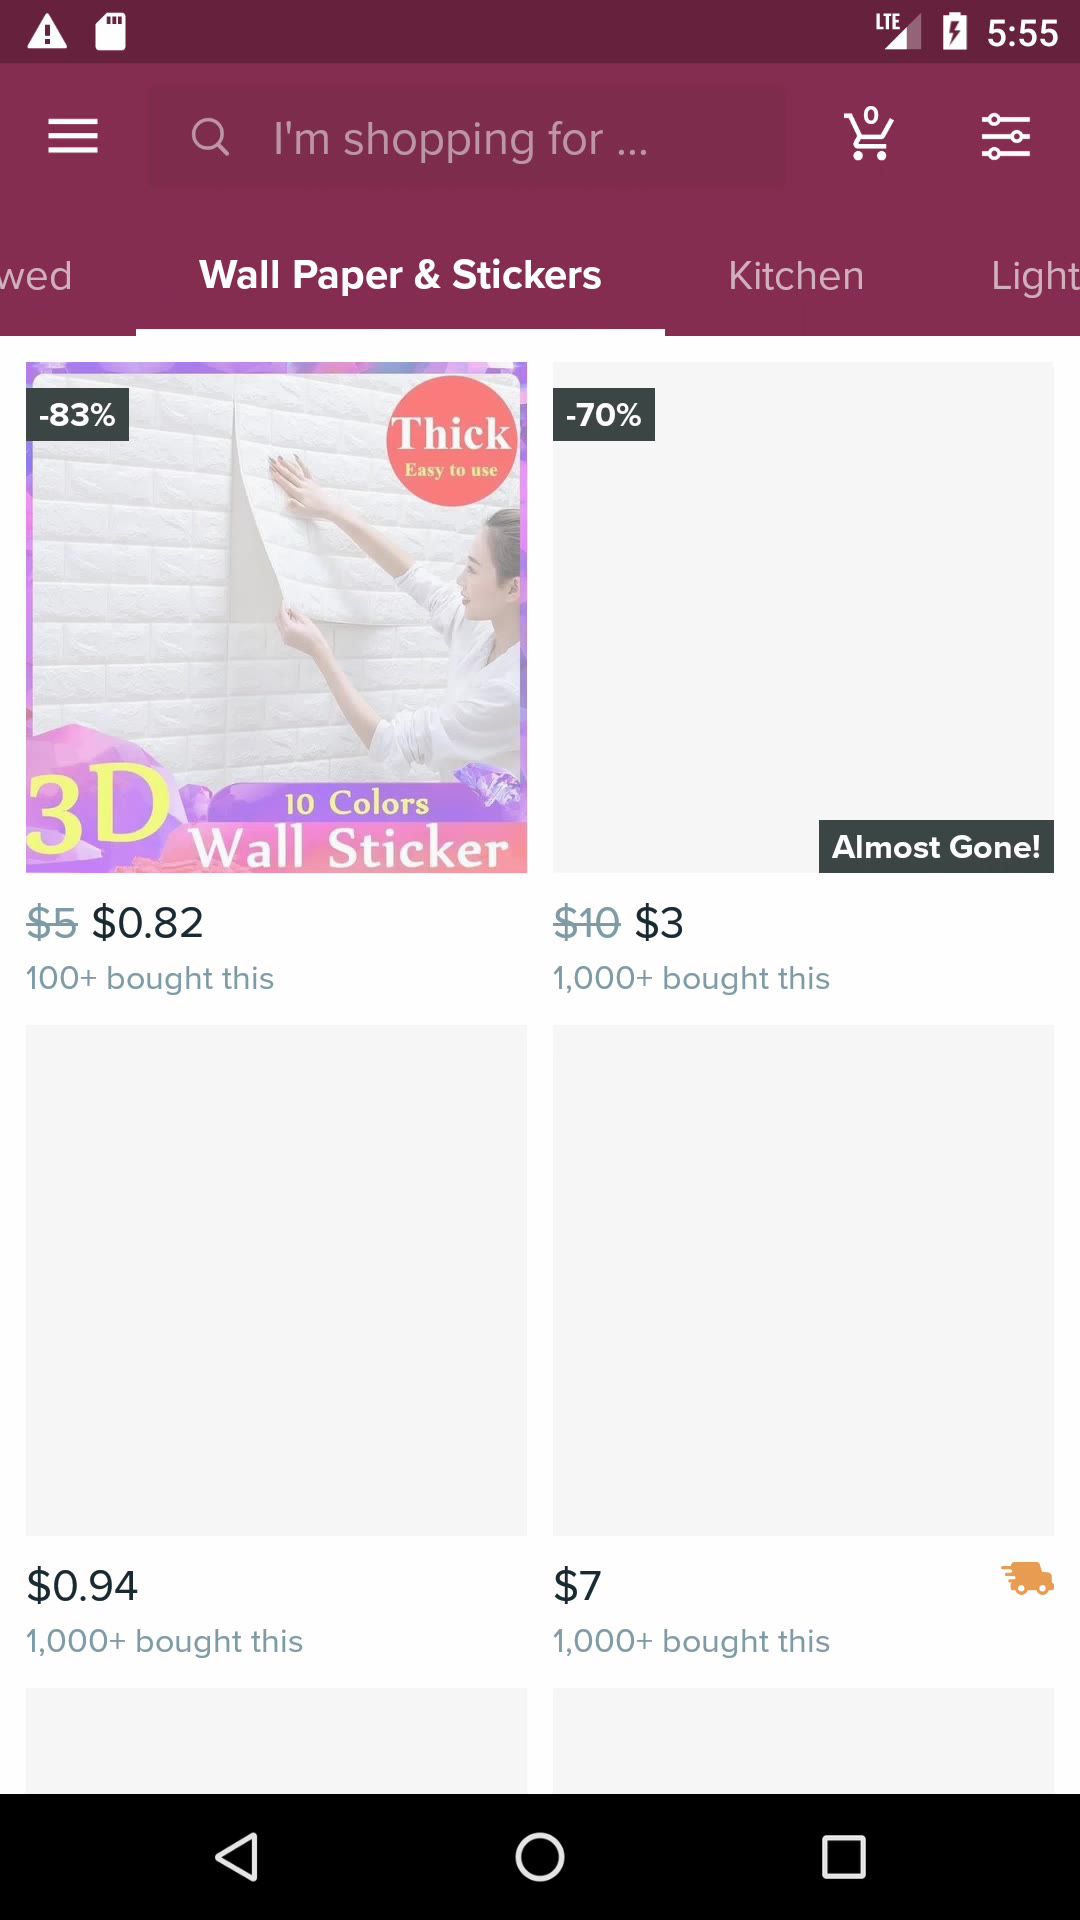 LTE 5:55
I'm shopping for ...
0
wed Wall Paper & Stickers Kitchen Light
-83%
Thick
Easy to use
3D
10 Colors
Wall Sticker
-70%
Almost Gone!
$5 $0.82
100+ bought this
$10 $3
1,000+ bought this
$0.94
1,000+ bought this
$7
1,000+ bought this